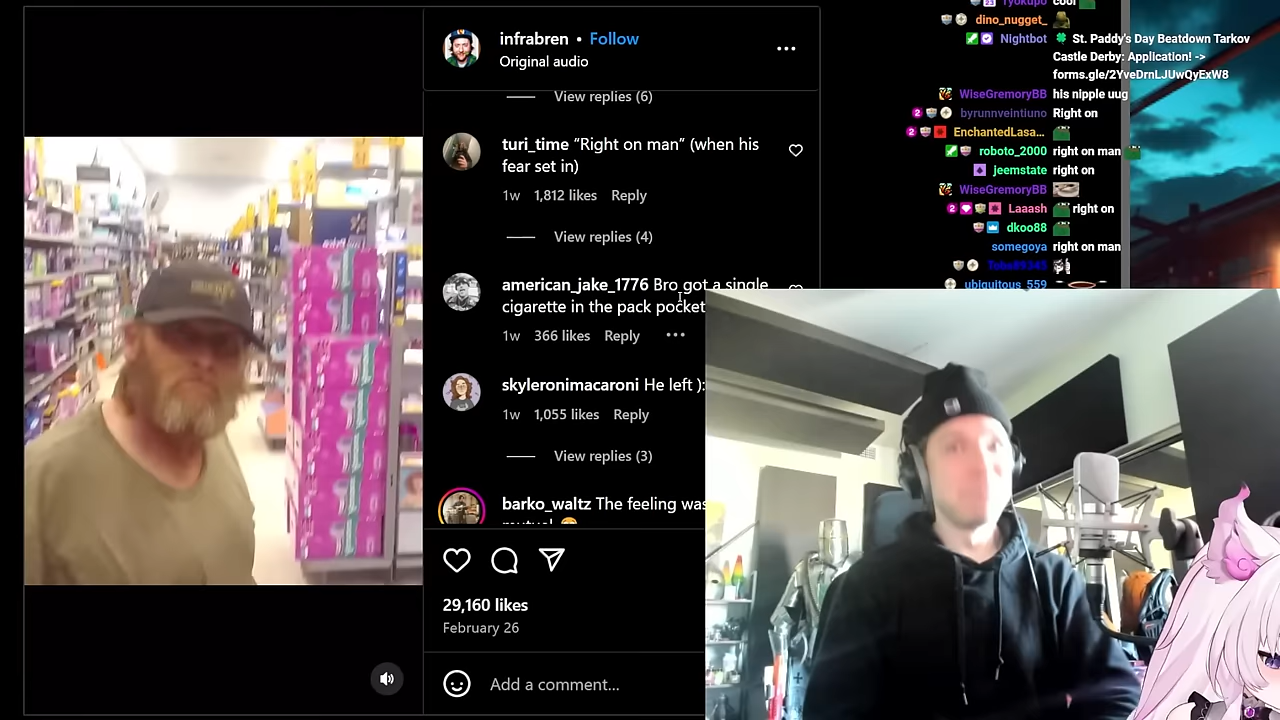 infrabren • Follow
Original audio
View replies (6)
turi_time “Right on man” (when his
fear set in)
1w 1,812 likes Reply
View replies (4)
american_jake_1776 Bro got a single
cigarette in the pack pocket
1w 366 likes Reply
skyleronimacaroni He left ):
1w 1,055 likes Reply
View replies (3)
barko_waltz The feeling was
mutual
29,160 likes
February 26
Add a comment...
ryokupo cool
dino_nugget_
Nightbot 🍀 St. Paddy's Day Beatdown Tarkov
Castle Derby: Application! ->
forms.gle/2YveDrnLJUwQyExW8
WiseGremoryBB his nipple uug
byrunnveintiuno Right on
EnchantedLasa...
roboto_2000 right on man
jeemstate right on
WiseGremoryBB
Laaash right on
dkoo88
somegoya right on man
ubiquitous_559